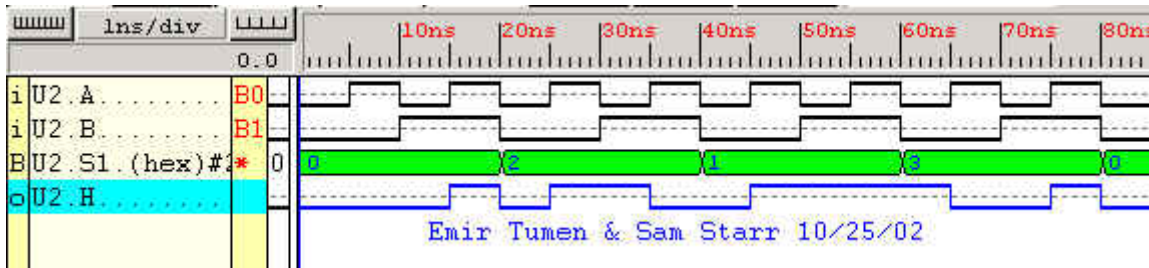 1ns/div
10ns 20ns 30ns 40ns 50ns 60ns 70ns 80ns
0.0
i U2.A........ B0
i U2.B........ B1
B U2.S1.(hex)#2 * 0 0 2 1 3 0
o U2.H........
Emir Tumen & Sam Starr 10/25/02